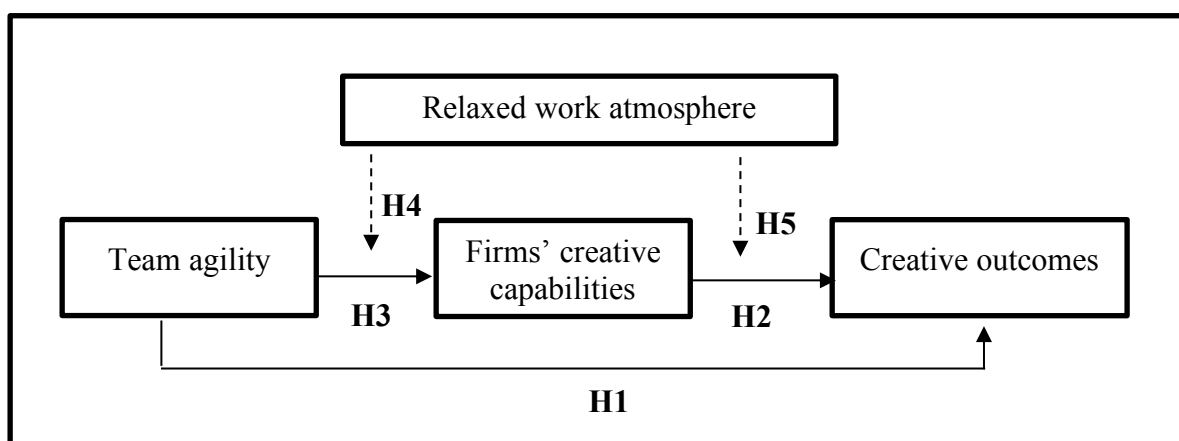 Relaxed work atmosphere
H4
H5
Team agility
Firms’ creative
capabilities
Creative outcomes
H3
H2
H1